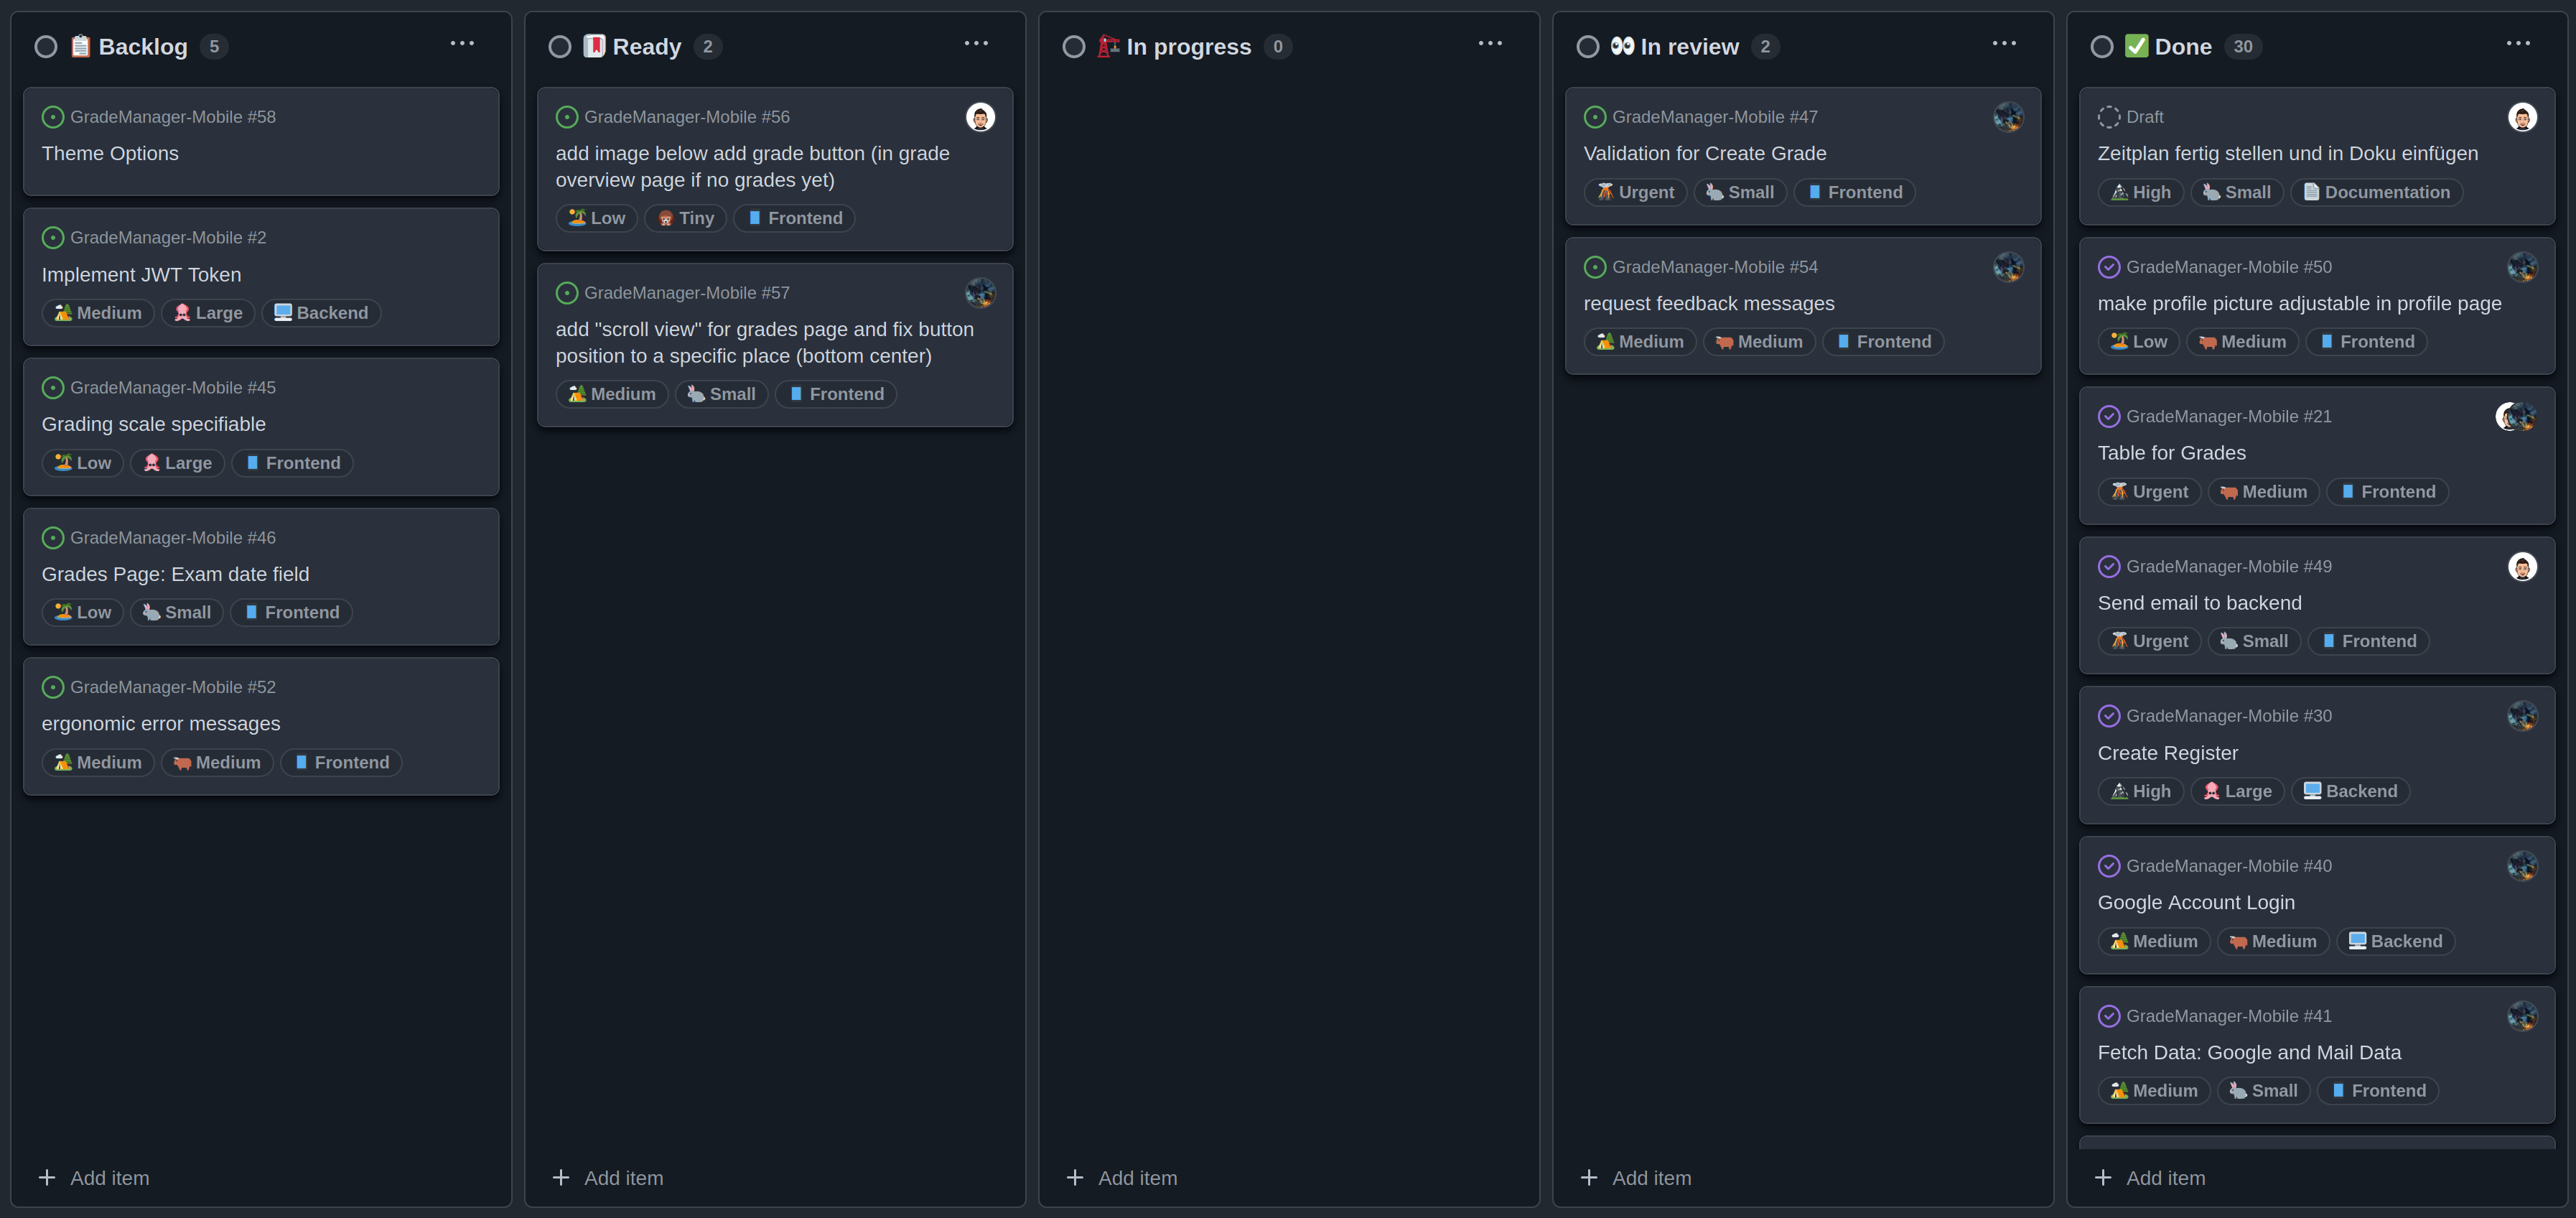 Backlog 5
GradeManager-Mobile #58
Theme Options
GradeManager-Mobile #2
Implement JWT Token
Medium Large Backend
GradeManager-Mobile #45
Grading scale specifiable
Low Large Frontend
GradeManager-Mobile #46
Grades Page: Exam date field
Low Small Frontend
GradeManager-Mobile #52
ergonomic error messages
Medium Medium Frontend
Add item
Ready 2
GradeManager-Mobile #56
add image below add grade button (in grade
overview page if no grades yet)
Low Tiny Frontend
GradeManager-Mobile #57
add "scroll view" for grades page and fix button
position to a specific place (bottom center)
Medium Small Frontend
Add item
In progress 0
Add item
In review 2
GradeManager-Mobile #47
Validation for Create Grade
Urgent Small Frontend
GradeManager-Mobile #54
request feedback messages
Medium Medium Frontend
Add item
Done 30
Draft
Zeitplan fertig stellen und in Doku einfügen
High Small Documentation
GradeManager-Mobile #50
make profile picture adjustable in profile page
Low Medium Frontend
GradeManager-Mobile #21
Table for Grades
Urgent Medium Frontend
GradeManager-Mobile #49
Send email to backend
Urgent Small Frontend
GradeManager-Mobile #30
Create Register
High Large Backend
GradeManager-Mobile #40
Google Account Login
Medium Medium Backend
GradeManager-Mobile #41
Fetch Data: Google and Mail Data
Medium Small Frontend
Add item